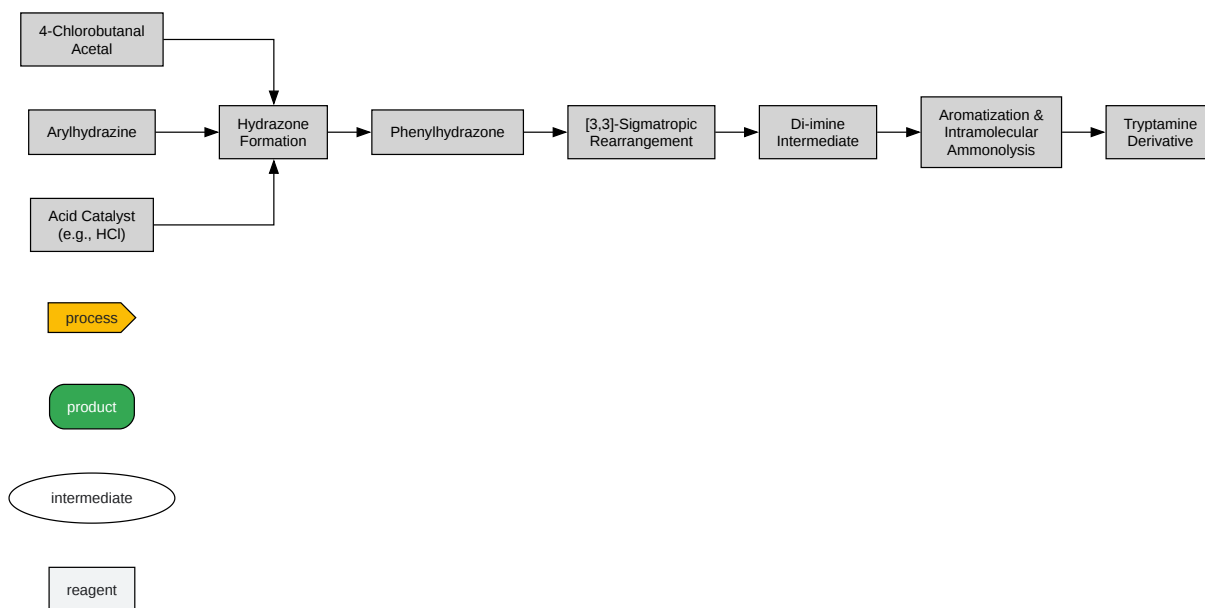 4-Chlorobutanal
Acetal
Arylhydrazine
Hydrazone
Formation
Phenylhydrazone
[3,3]-Sigmatropic
Rearrangement
Di-imine
Intermediate
Aromatization &
Intramolecular
Ammonolysis
Tryptamine
Derivative
Acid Catalyst
(e.g., HCl)
process
product
intermediate
reagent